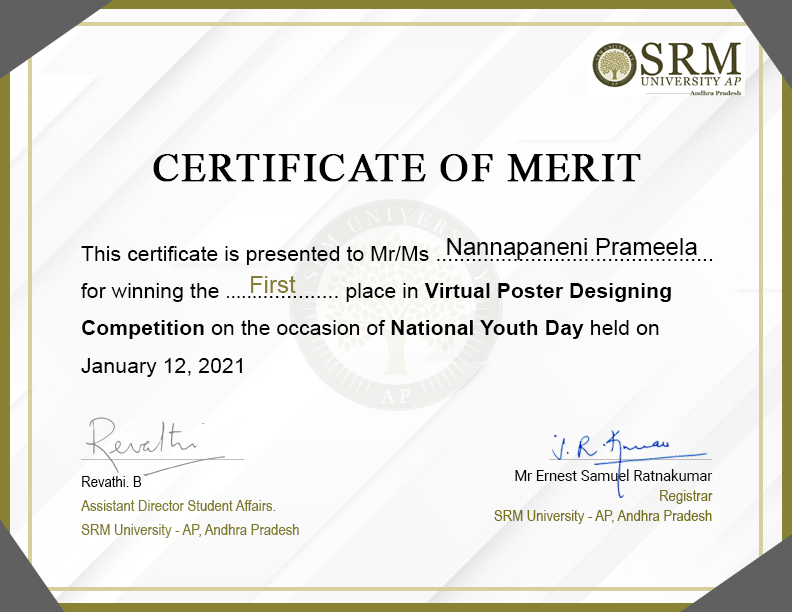 SRM
UNIVERSITY AP
Andhra Pradesh
CERTIFICATE OF MERIT
This certificate is presented to Mr/Ms Nannapaneni Prameela
for winning the First place in Virtual Poster Designing
Competition on the occasion of National Youth Day held on
January 12, 2021
SRM UNIVERSITY
AP
Revathi
Revathi. B
Assistant Director Student Affairs.
SRM University - AP, Andhra Pradesh
Mr Ernest Samuel Ratnakumar
Registrar
SRM University - AP, Andhra Pradesh